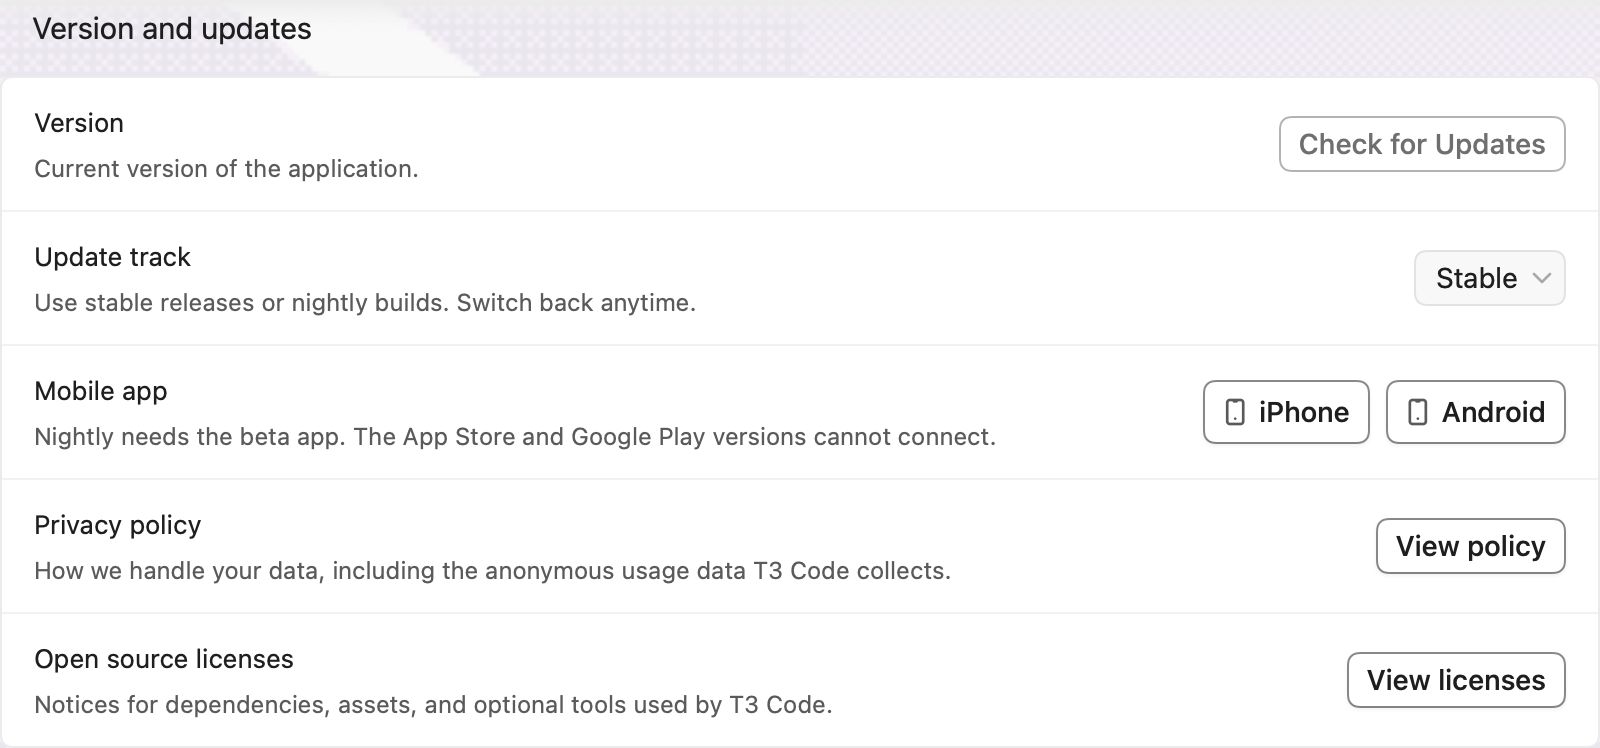 Version and updates
Version
Current version of the application.
Check for Updates
Update track
Use stable releases or nightly builds. Switch back anytime.
Stable
Mobile app
Nightly needs the beta app. The App Store and Google Play versions cannot connect.
iPhone
Android
Privacy policy
How we handle your data, including the anonymous usage data T3 Code collects.
View policy
Open source licenses
Notices for dependencies, assets, and optional tools used by T3 Code.
View licenses